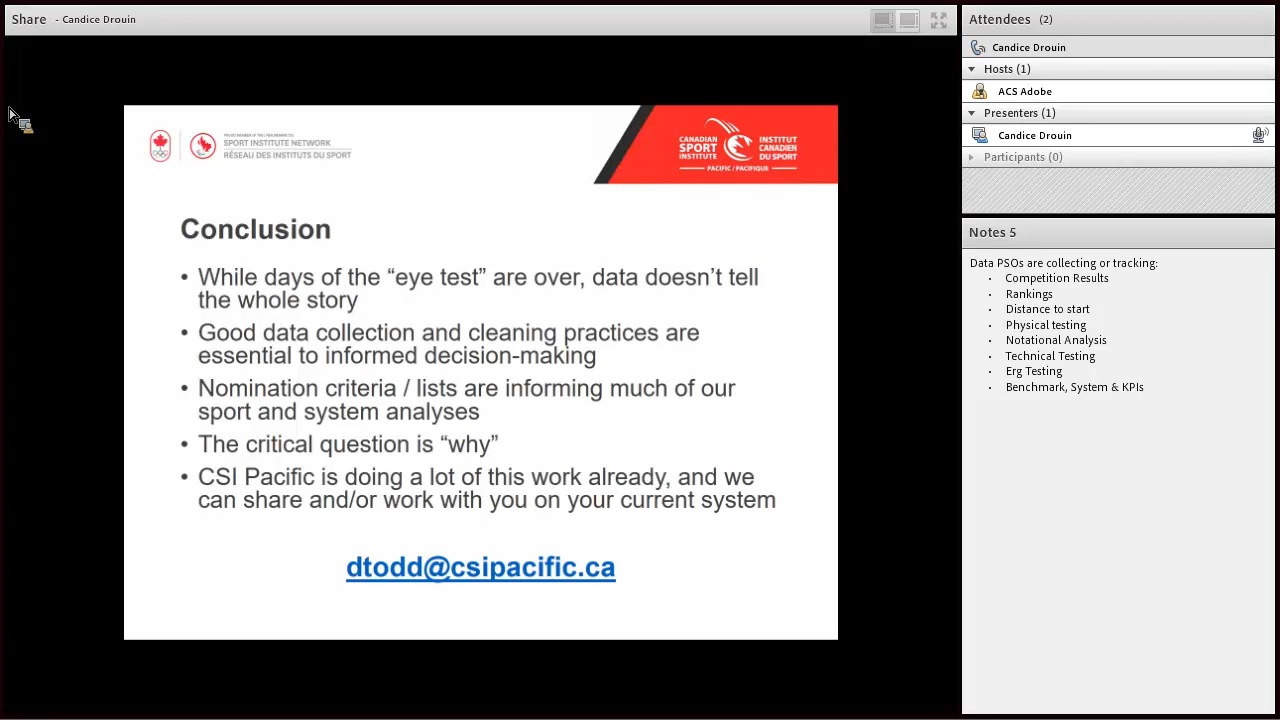 Share - Candice Drouin
SPORT INSTITUTE NETWORK
RÉSEAU DES INSTITUTS DU SPORT
CANADIAN SPORT INSTITUTE
INSTITUT CANADIEN DU SPORT
PACIFIC / PACIFIQUE
Conclusion
• While days of the “eye test” are over, data doesn’t tell
the whole story
• Good data collection and cleaning practices are
essential to informed decision-making
• Nomination criteria / lists are informing much of our
sport and system analyses
• The critical question is “why”
• CSI Pacific is doing a lot of this work already, and we
can share and/or work with you on your current system
dtodd@csipacific.ca
Attendees (2)
Candice Drouin
Hosts (1)
ACS Adobe
Presenters (1)
Candice Drouin
Participants (0)
Notes 5
Data PSOs are collecting or tracking:
• Competition Results
• Rankings
• Distance to start
• Physical testing
• Notational Analysis
• Technical Testing
• Erg Testing
• Benchmark, System & KPIs